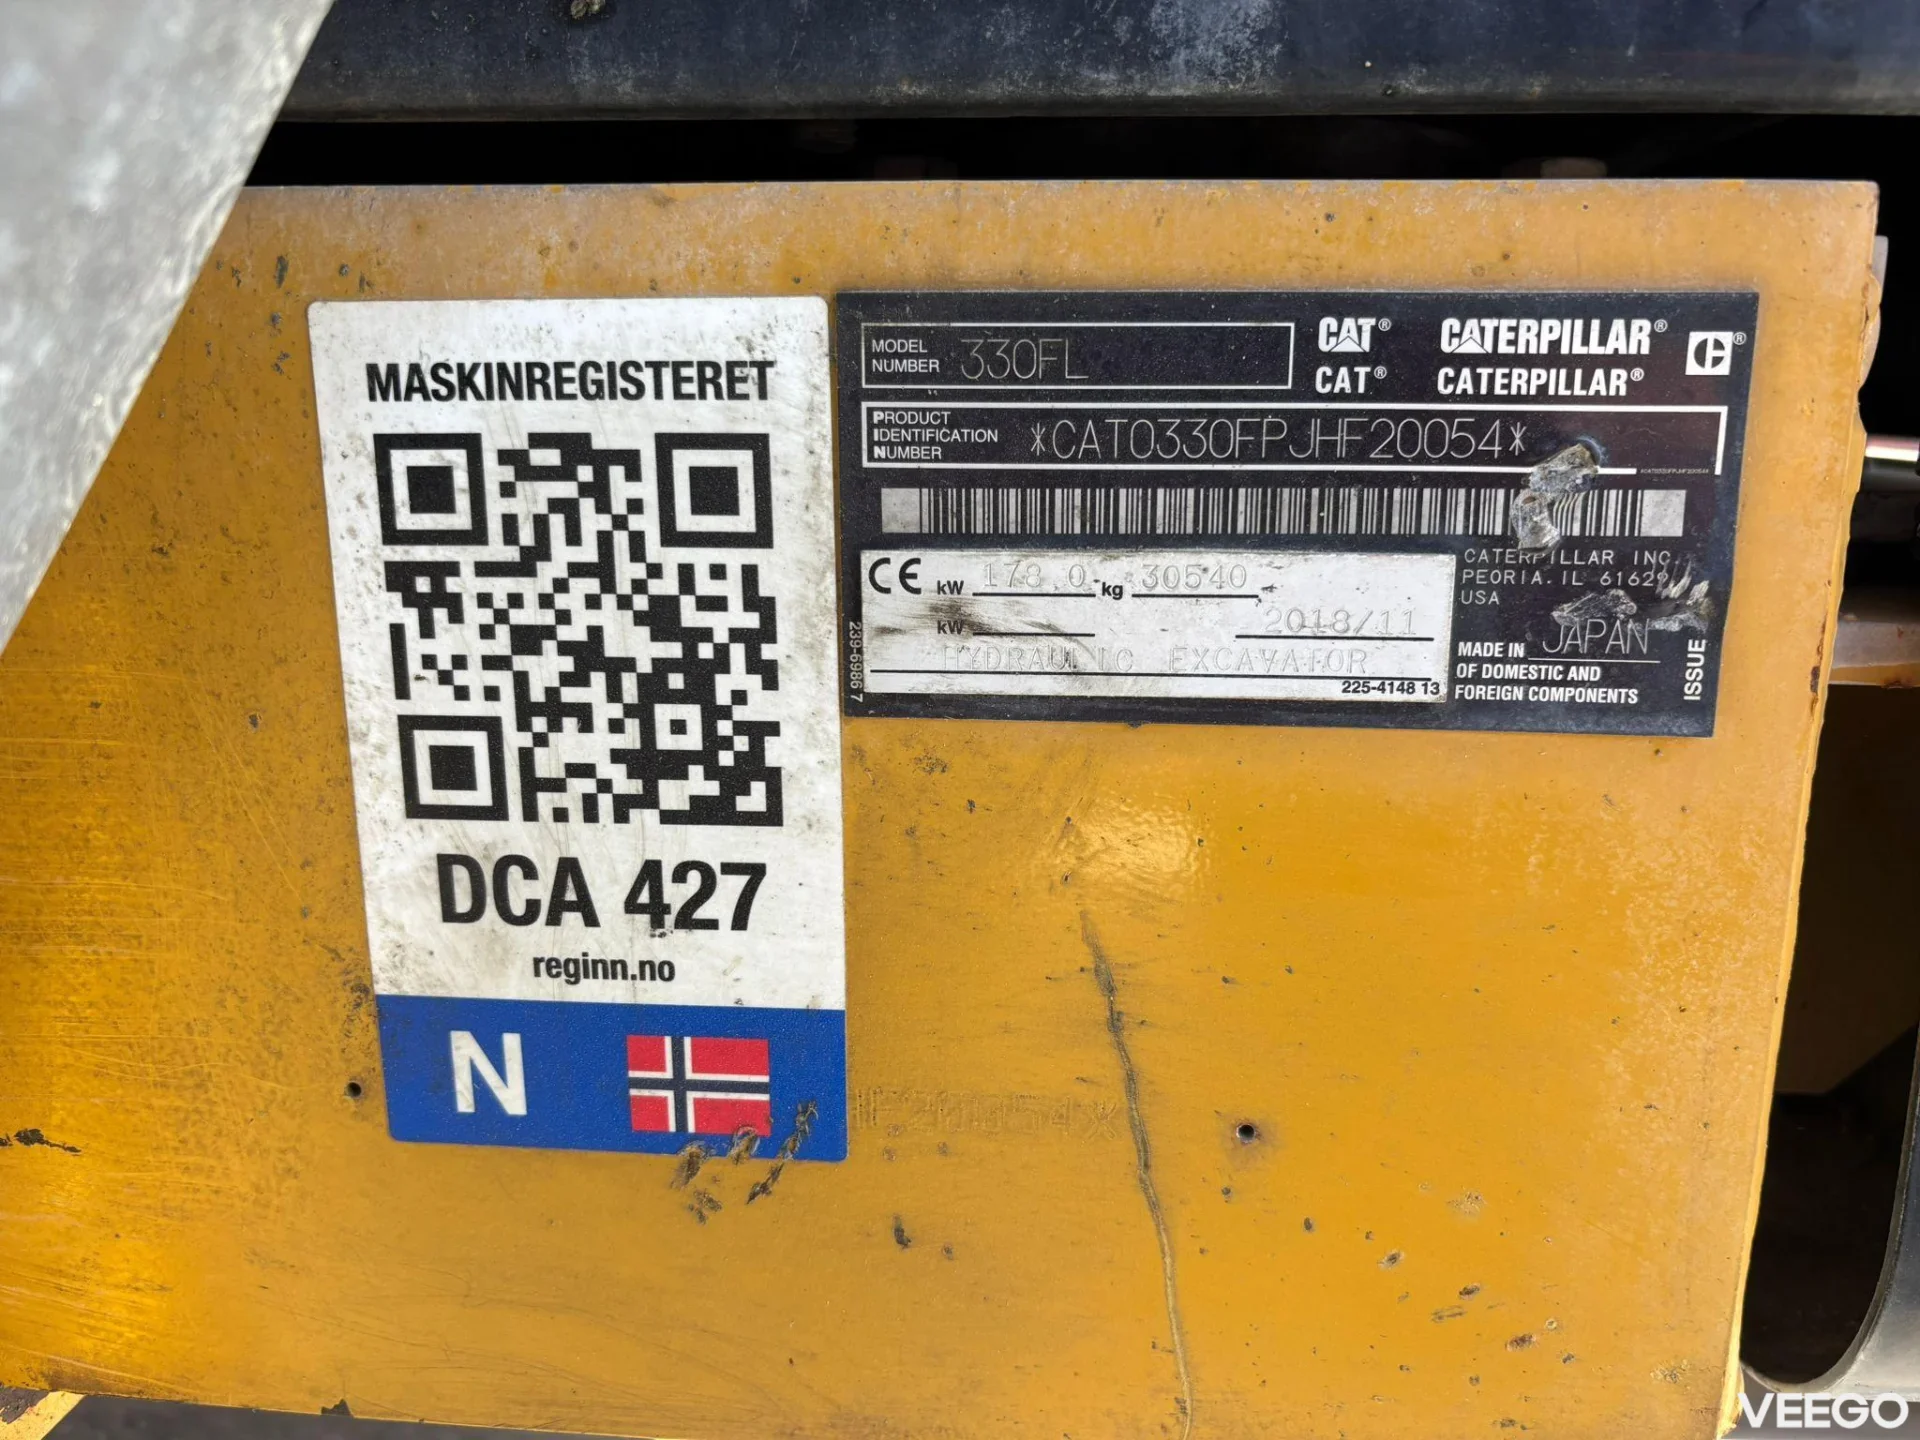 MASKINREGISTERET
DCA 427
reginn.no
N
MODEL NUMBER 330FL
CAT® CATERPILLAR®
CAT® CATERPILLAR®
PRODUCT IDENTIFICATION NUMBER *CAT0330FPJHF20054*
*CAT0330FPJHF20054*
CE kW 178.0 kg 30540
kW 2018/11
HYDRAULIC EXCAVATOR
225-4148 13
239-6986 7
CATERPILLAR INC.
PEORIA. IL 61629
USA
MADE IN JAPAN
OF DOMESTIC AND
FOREIGN COMPONENTS
ISSUE
F20054*
VEEGO